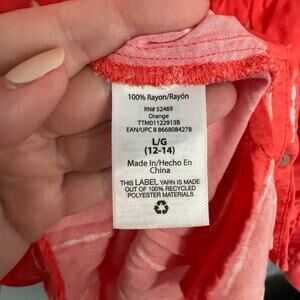 100% Rayon/Rayón
RN# 52469
Orange
TTM01122913B
EAN/UPC 8 8668084278
L/G
(12-14)
Made In/Hecho En
China
THIS LABEL YARN IS MADE
OUT OF 100% RECYCLED
POLYESTER MATERIALS